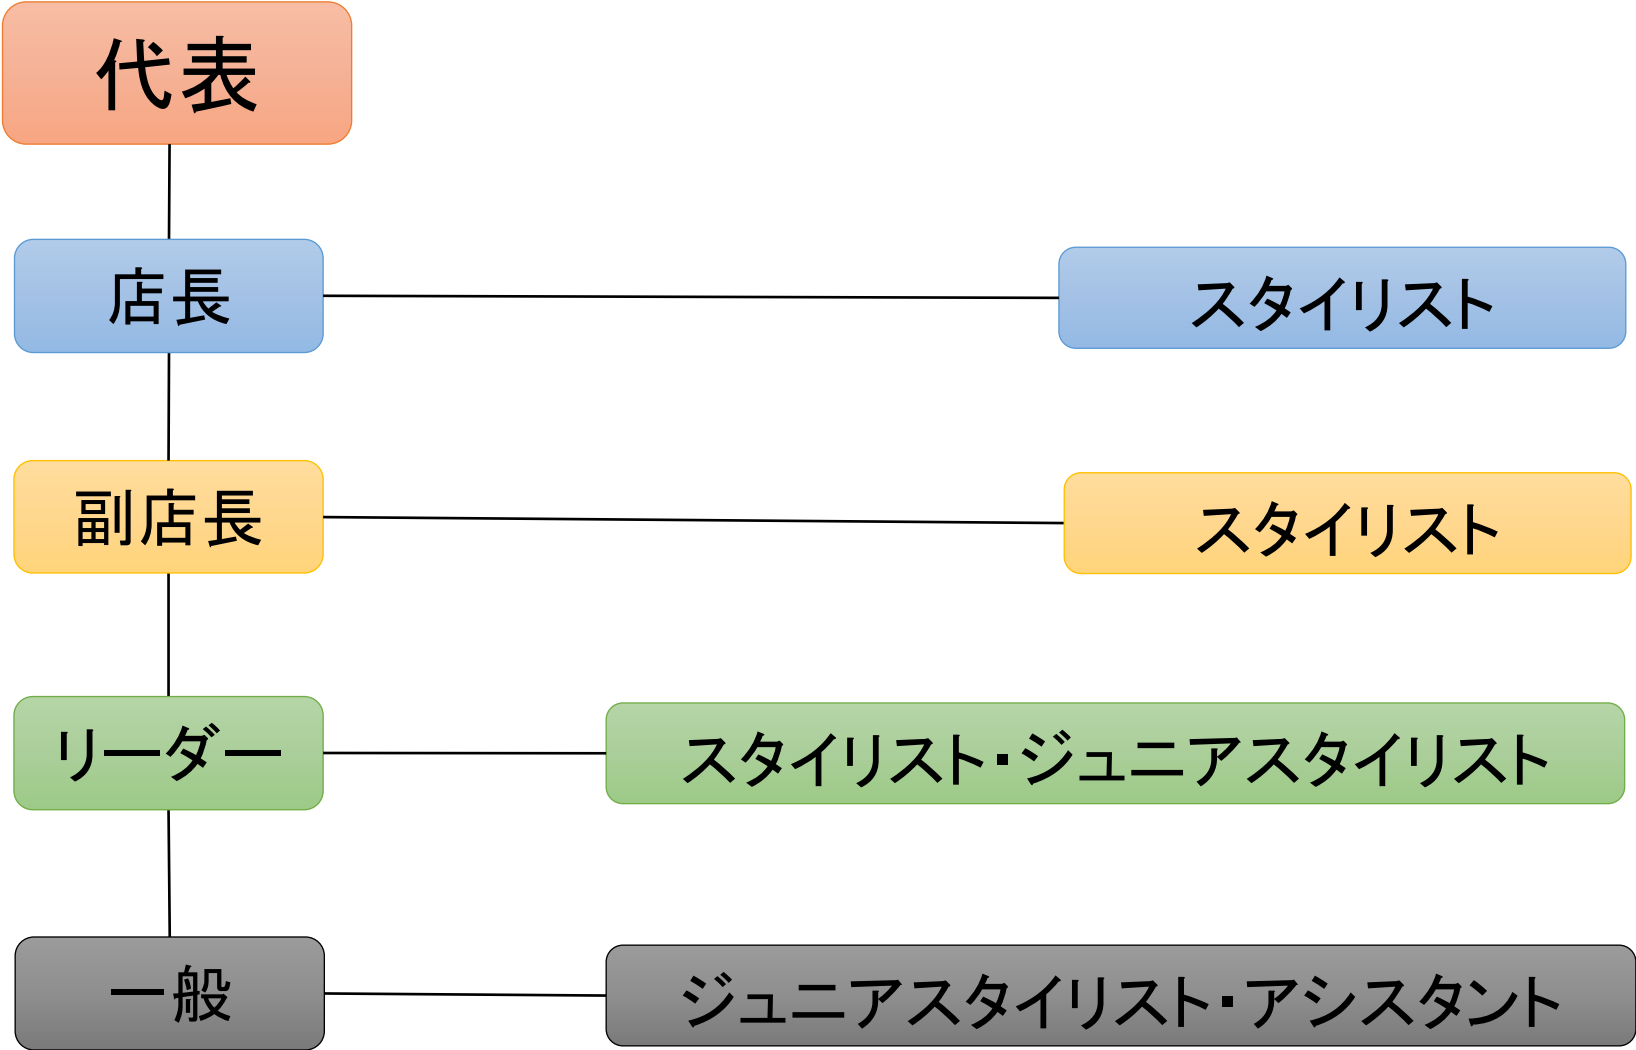 代表
店長
スタイリスト
副店長
スタイリスト
リーダー
スタイリスト・ジュニアスタイリスト
一般
ジュニアスタイリスト・アシスタント